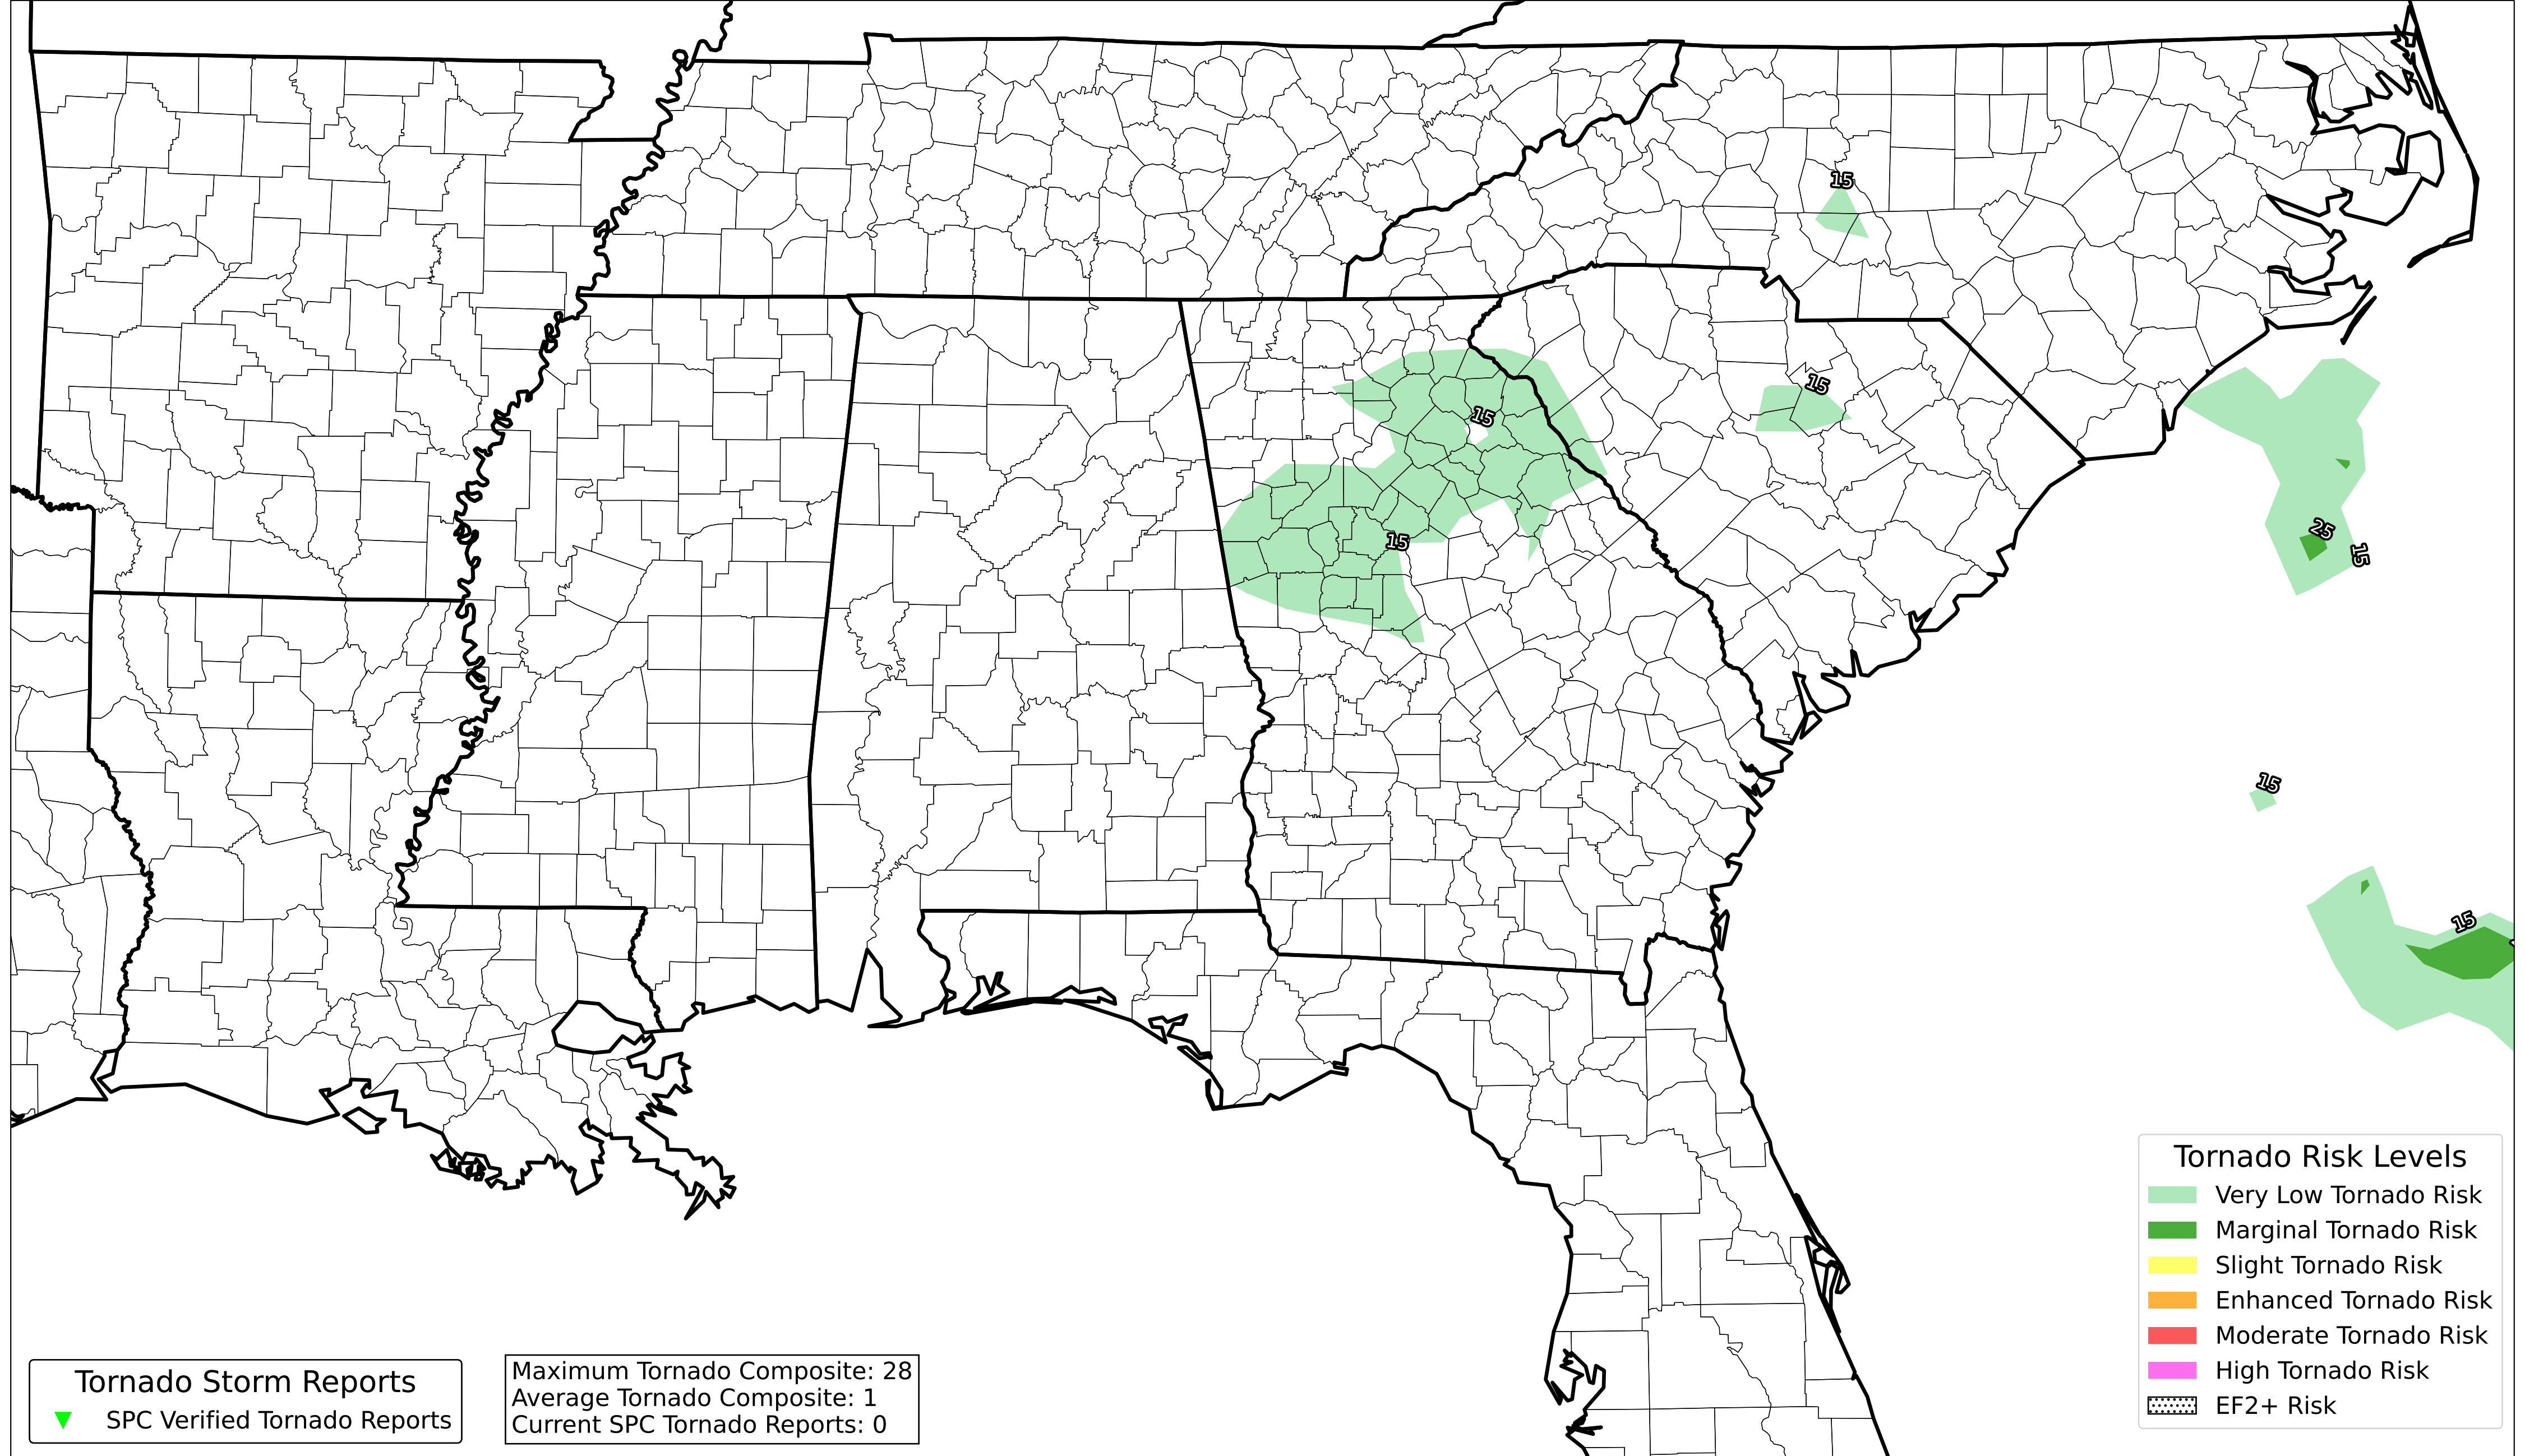 15
15
15
25
15
15
15
15
Tornado Risk Levels
Very Low Tornado Risk
Marginal Tornado Risk
Slight Tornado Risk
Enhanced Tornado Risk
Moderate Tornado Risk
High Tornado Risk
EF2+ Risk
Tornado Storm Reports
SPC Verified Tornado Reports
Maximum Tornado Composite: 28
Average Tornado Composite: 1
Current SPC Tornado Reports: 0